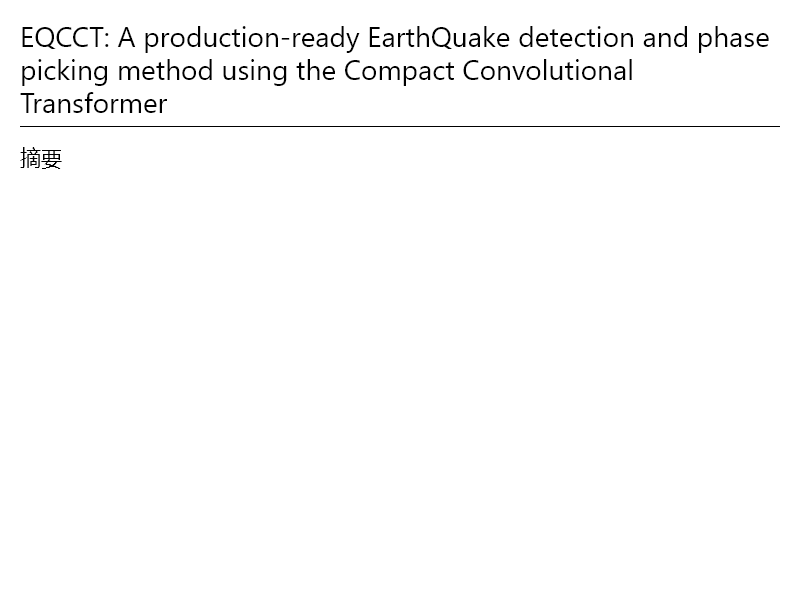 EQCCT: A production-ready EarthQuake detection and phase
picking method using the Compact Convolutional
Transformer
摘要